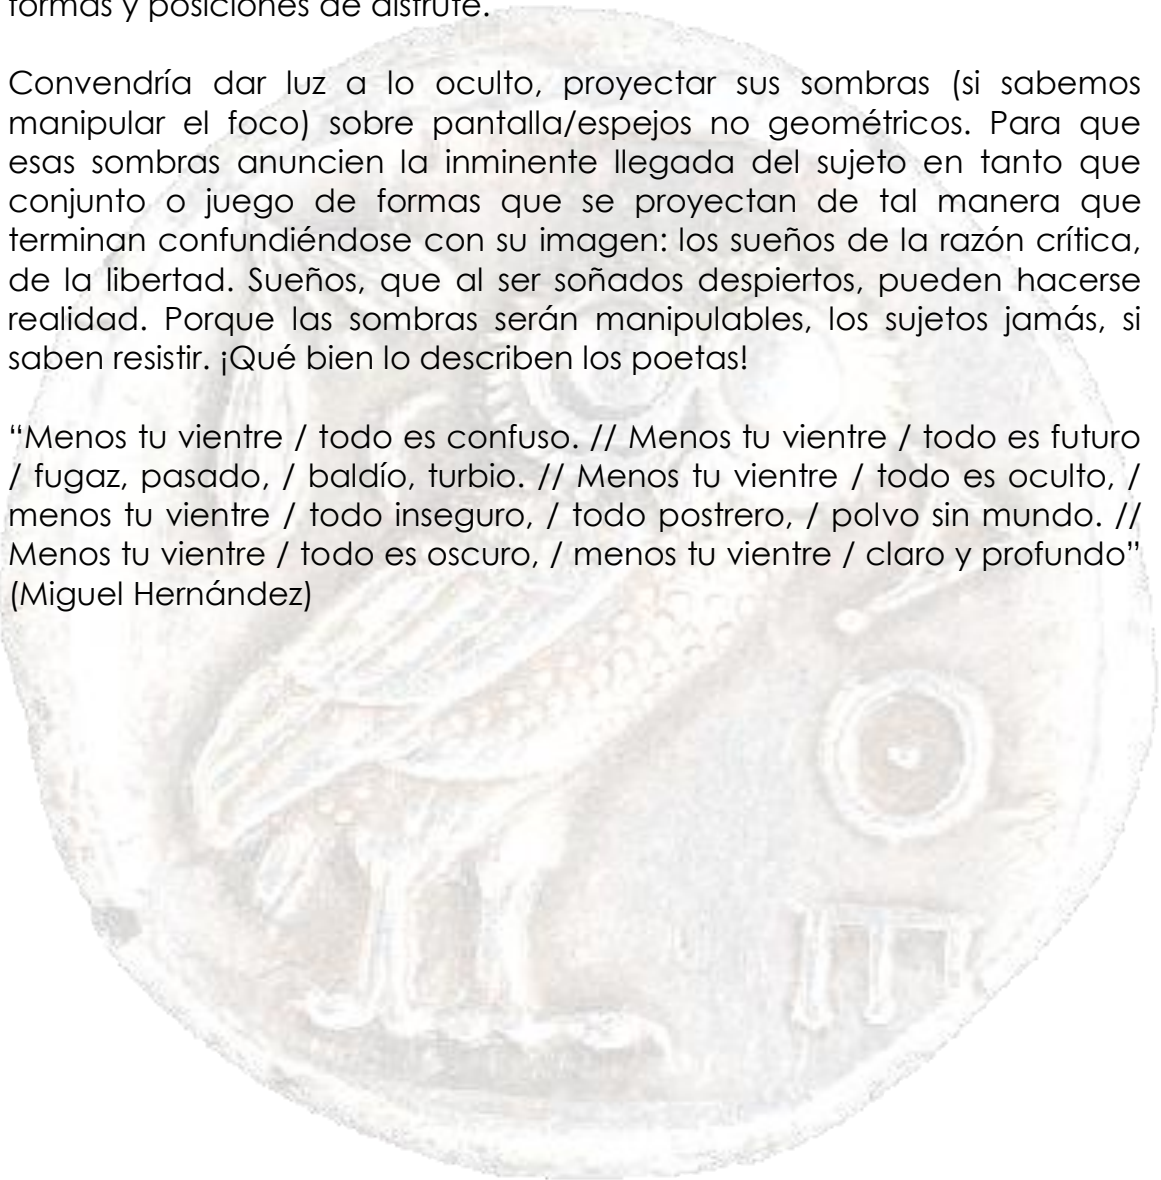 formas y posiciones de disfrute.
Convendría dar luz a lo oculto, proyectar sus sombras (si sabemos
manipular el foco) sobre pantalla/espejos no geométricos. Para que
esas sombras anuncien la inminente llegada del sujeto en tanto que
conjunto o juego de formas que se proyectan de tal manera que
terminan confundiéndose con su imagen: los sueños de la razón crítica,
de la libertad. Sueños, que al ser soñados despiertos, pueden hacerse
realidad. Porque las sombras serán manipulables, los sujetos jamás, si
saben resistir. ¡Qué bien lo describen los poetas!
“Menos tu vientre / todo es confuso. // Menos tu vientre / todo es futuro
/ fugaz, pasado, / baldío, turbio. // Menos tu vientre / todo es oculto, /
menos tu vientre / todo inseguro, / todo postrero, / polvo sin mundo. //
Menos tu vientre / todo es oscuro, / menos tu vientre / claro y profundo”
(Miguel Hernández)